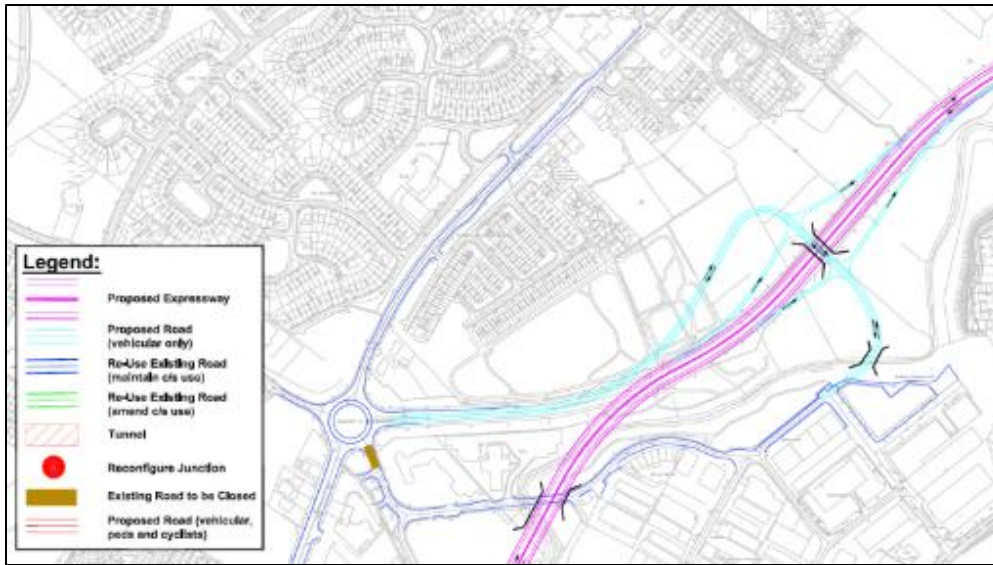 Legend:
Proposed Expressway
Proposed Road
(vehicular only)
Re-Use Existing Road
(maintain c/s use)
Re-Use Existing Road
(amend c/s use)
Tunnel
Reconfigure Junction
Existing Road to be Closed
Proposed Road (vehicular,
peds and cyclists)